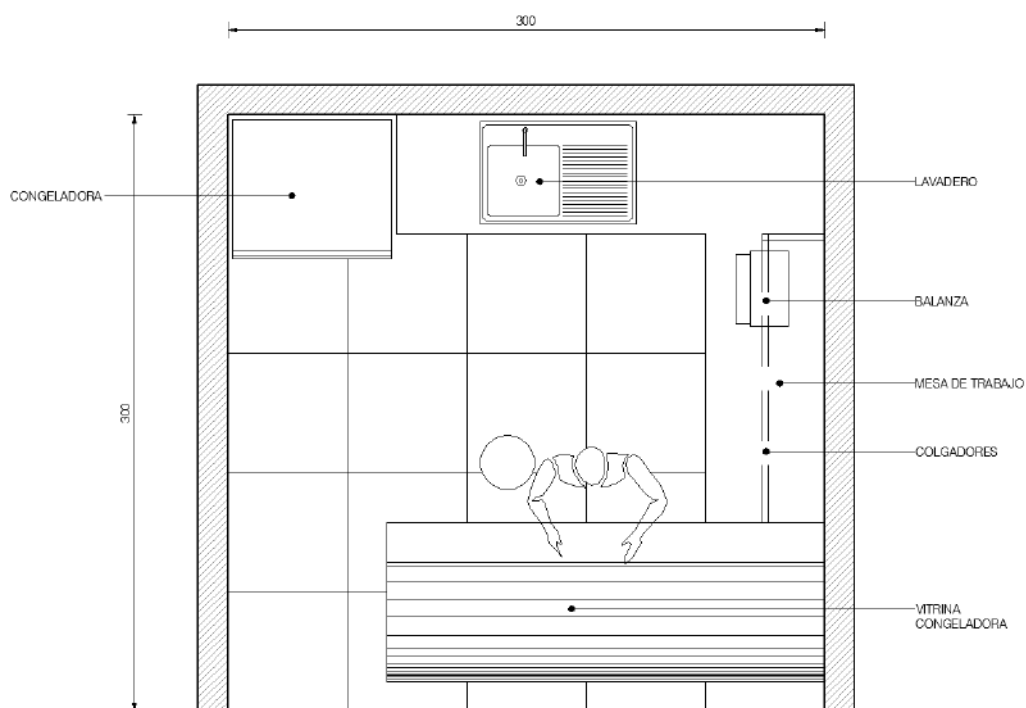 300
CONGELADORA
LAVADERO
BALANZA
300
MESA DE TRABAJO
COLGADORES
VITRINA
CONGELADORA